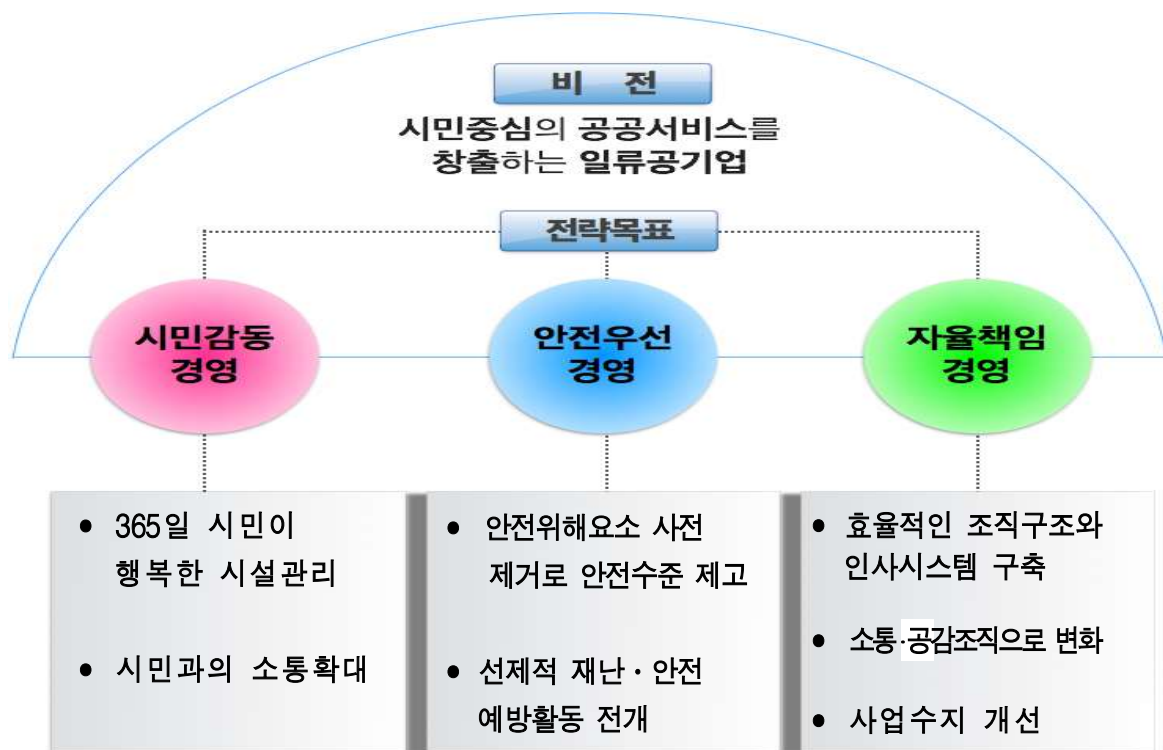 비 전
시민중심의 공공서비스를
창출하는 일류공기업
전략목표
시민감동
경영
안전우선
경영
자율책임
경영
• 365일 시민이
행복한 시설관리
• 시민과의 소통확대
• 안전위해요소 사전
제거로 안전수준 제고
• 선제적 재난 · 안전
예방활동 전개
• 효율적인 조직구조와
인사시스템 구축
• 소통·공감조직으로 변화
• 사업수지 개선